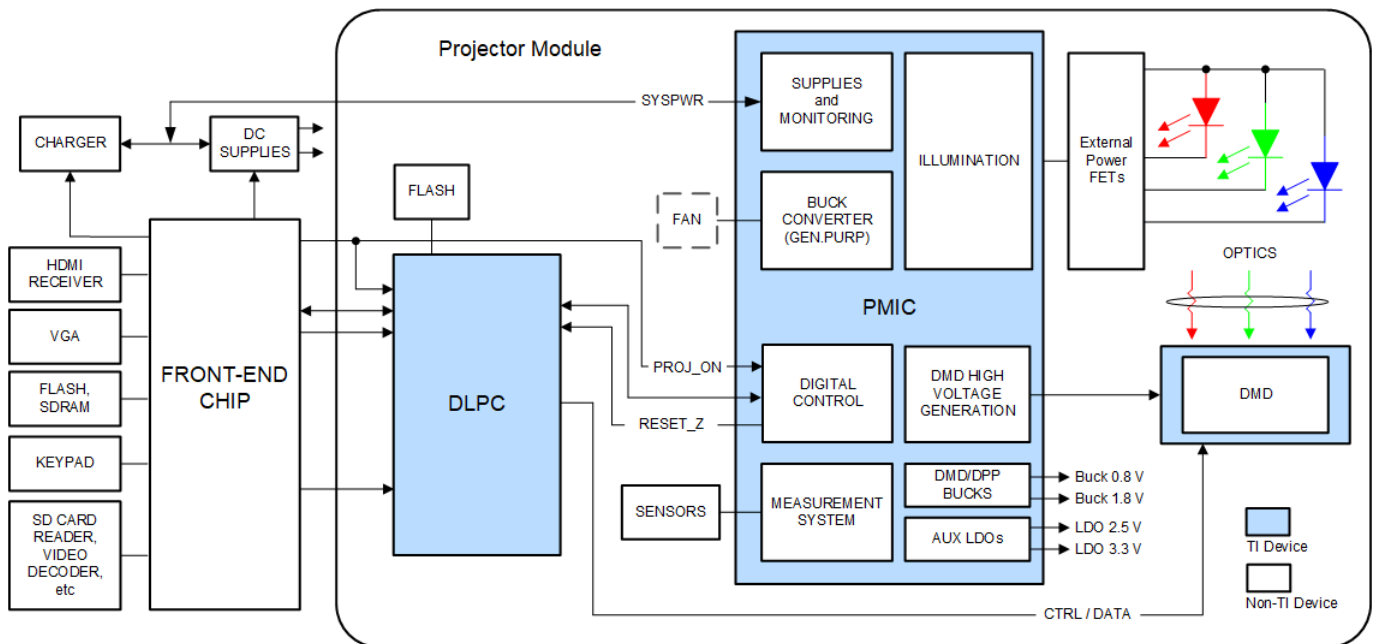 Projector Module
SYSPWR
SUPPLIES
and
MONITORING
ILLUMINATION
External
Power
FETs
CHARGER
DC
SUPPLIES
FLASH
FAN
BUCK
CONVERTER
(GEN.PURP)
HDMI
RECEIVER
VGA
FLASH,
SDRAM
KEYPAD
SD CARD
READER,
VIDEO
DECODER,
etc
FRONT-END
CHIP
DLPC
PMIC
OPTICS
PROJ_ON
RESET_Z
DIGITAL
CONTROL
DMD HIGH
VOLTAGE
GENERATION
DMD
SENSORS
MEASUREMENT
SYSTEM
DMD/DPP
BUCKS
Buck 0.8 V
Buck 1.8 V
AUX LDOs
LDO 2.5 V
LDO 3.3 V
CTRL / DATA
TI Device
Non-TI Device